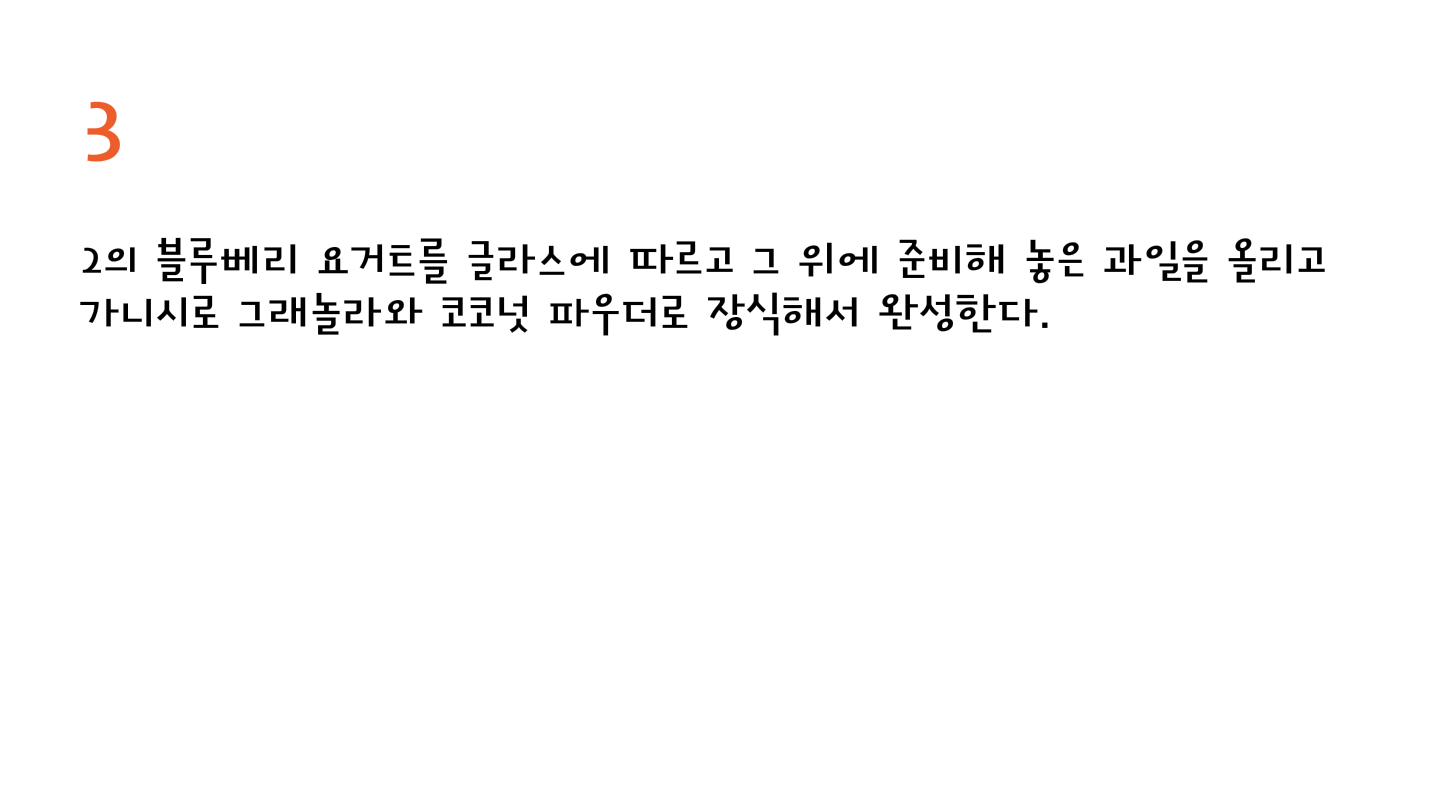 3
2의 블루베리 요거트를 글라스에 따르고 그 위에 준비해 놓은 과일을 올리고
가니시로 그래놀라와 코코넛 파우더로 장식해서 완성한다.